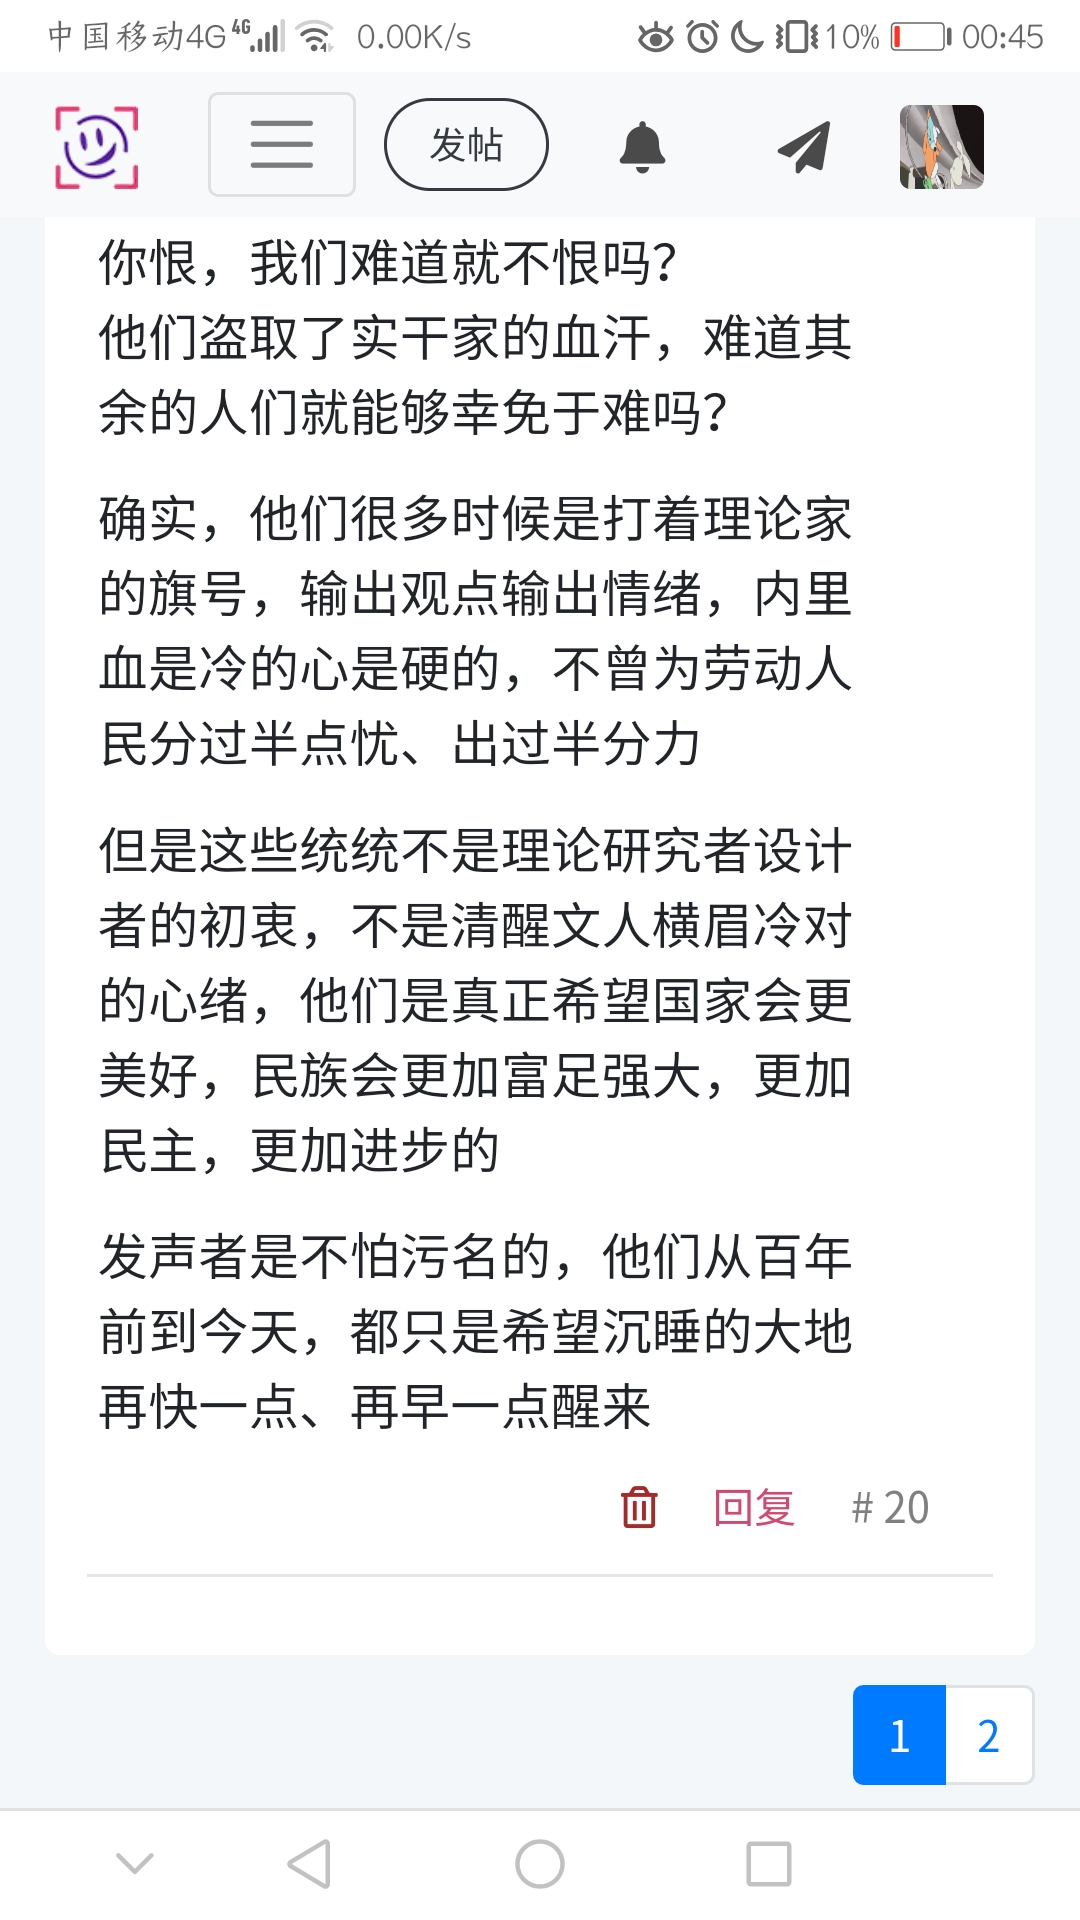 中国移动4G 4G 0.00K/s 10% 00:45
发帖
你恨，我们难道就不恨吗？
他们盗取了实干家的血汗，难道其
余的人们就能够幸免于难吗？
确实，他们很多时候是打着理论家
的旗号，输出观点输出情绪，内里
血是冷的心是硬的，不曾为劳动人
民分过半点忧、出过半分力
但是这些统统不是理论研究者设计
者的初衷，不是清醒文人横眉冷对
的心绪，他们是真正希望国家会更
美好，民族会更加富足强大，更加
民主，更加进步的
发声者是不怕污名的，他们从百年
前到今天，都只是希望沉睡的大地
再快一点、再早一点醒来
回复 # 20
1 2